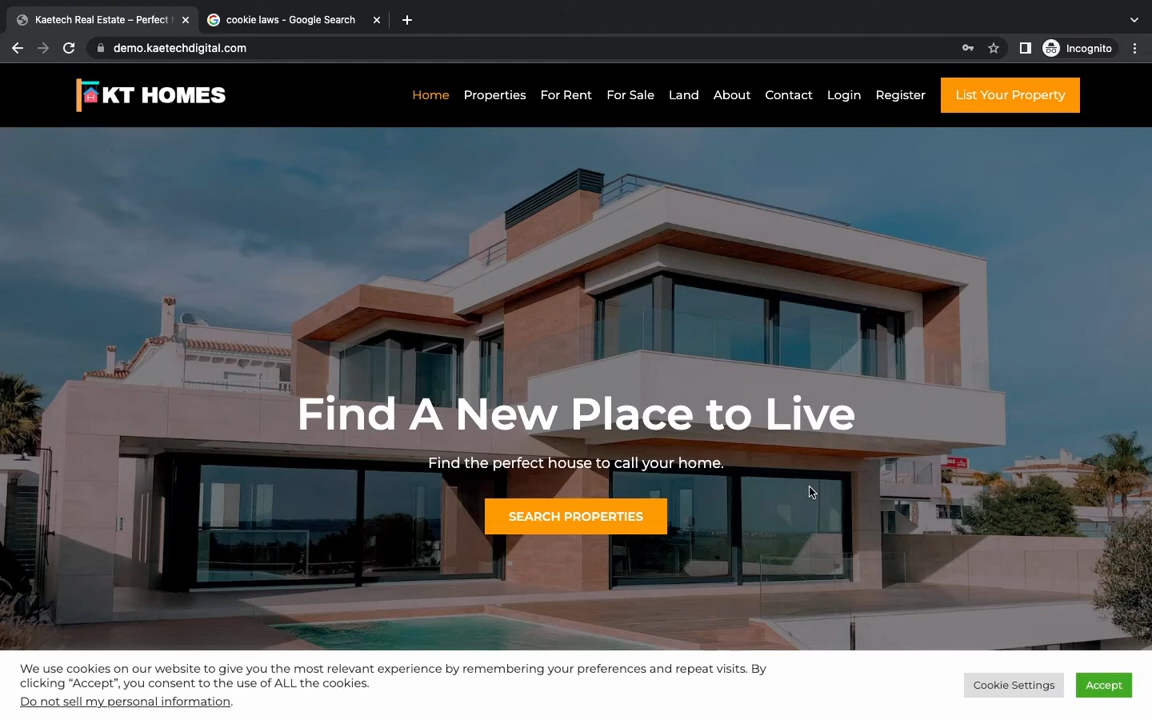 Kaetech Real Estate – Perfect
cookie laws - Google Search
demo.kaetechdigital.com
Incognito
KT HOMES
Home
Properties
For Rent
For Sale
Land
About
Contact
Login
Register
List Your Property
Find A New Place to Live
Find the perfect house to call your home.
SEARCH PROPERTIES
We use cookies on our website to give you the most relevant experience by remembering your preferences and repeat visits. By
clicking “Accept”, you consent to the use of ALL the cookies.
Do not sell my personal information.
Cookie Settings
Accept